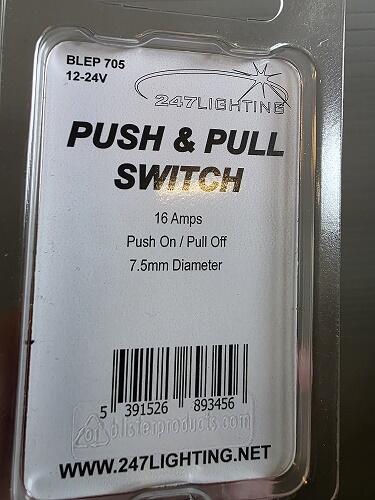 BLEP 705
12-24V
247LIGHTING
PUSH & PULL
SWITCH
16 Amps
Push On / Pull Off
7.5mm Diameter
5 391526 893456
01 blisterproducts.com
WWW.247LIGHTING.NET